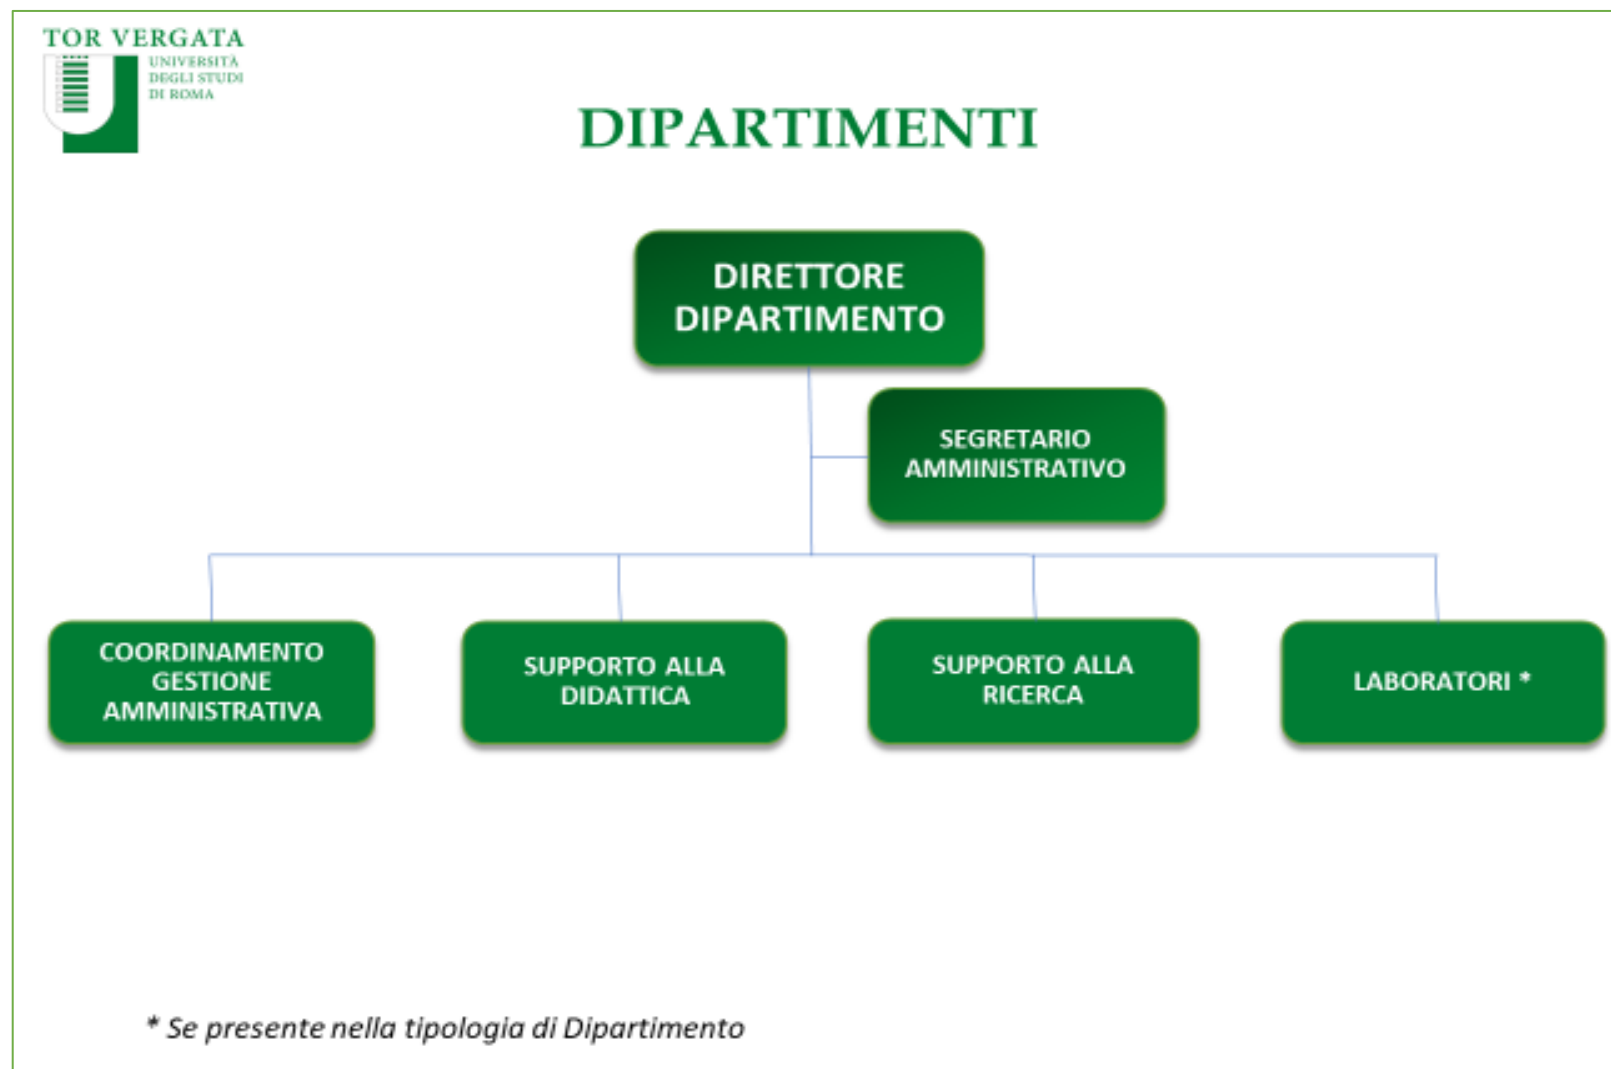 TOR VERGATA
UNIVERSITÀ
DEGLI STUDI
DI ROMA
DIPARTIMENTI
DIRETTORE
DIPARTIMENTO
SEGRETARIO
AMMINISTRATIVO
COORDINAMENTO
GESTIONE
AMMINISTRATIVA
SUPPORTO ALLA
DIDATTICA
SUPPORTO ALLA
RICERCA
LABORATORI *
* Se presente nella tipologia di Dipartimento